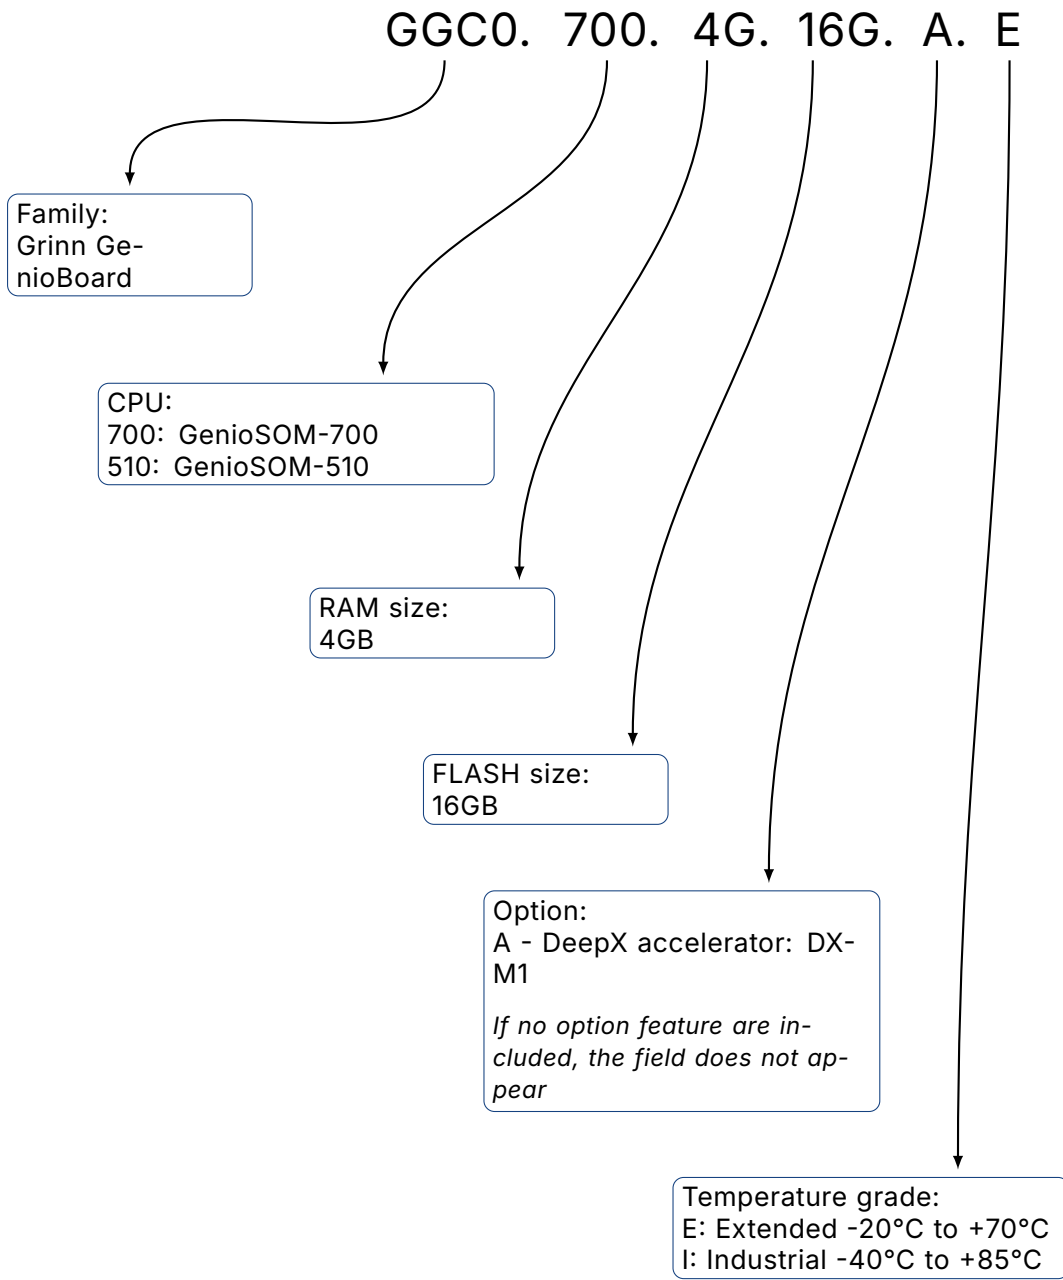 GGC0. 700. 4G. 16G. A. E
Family:
Grinn Ge-
nioBoard
CPU:
700: GenioSOM-700
510: GenioSOM-510
RAM size:
4GB
FLASH size:
16GB
Option:
A - DeepX accelerator: DX-
M1
If no option feature are in-
cluded, the field does not ap-
pear
Temperature grade:
E: Extended -20°C to +70°C
I: Industrial -40°C to +85°C